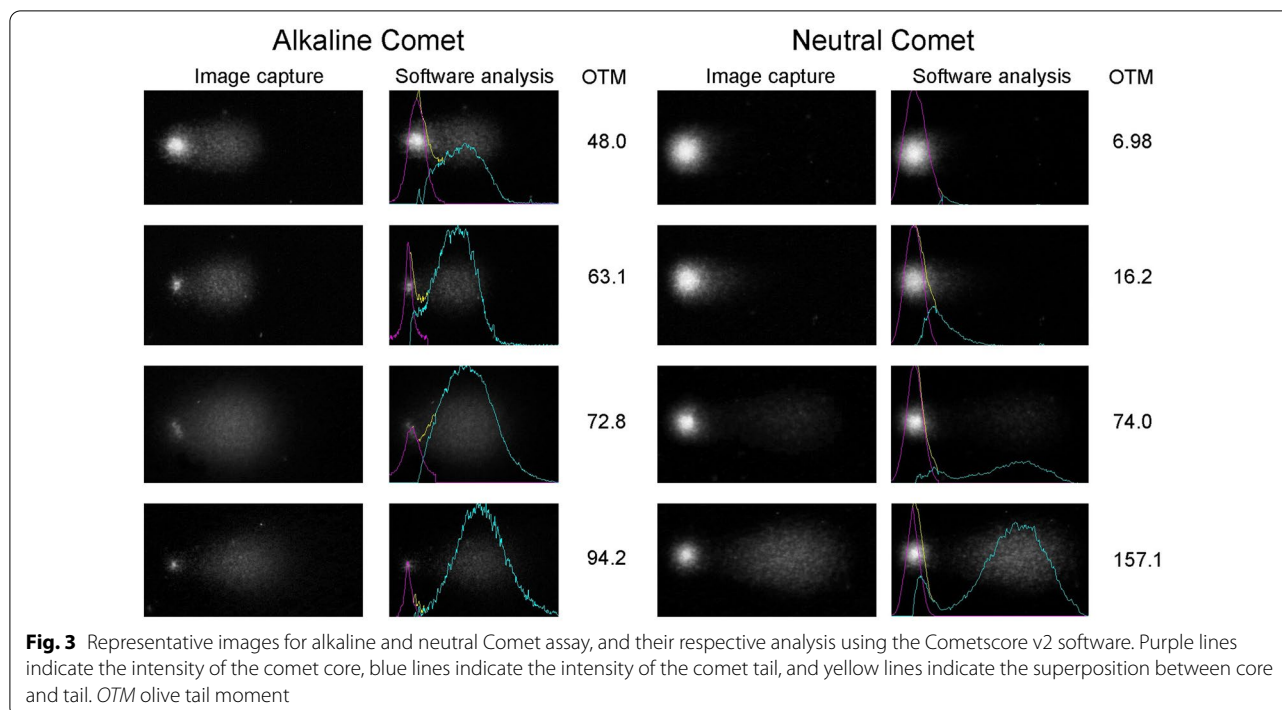 Alkaline Comet Neutral Comet
Image capture Software analysis OTM Image capture Software analysis OTM
48.0 6.98
63.1 16.2
72.8 74.0
94.2 157.1
Fig. 3 Representative images for alkaline and neutral Comet assay, and their respective analysis using the Cometscore v2 software. Purple lines
indicate the intensity of the comet core, blue lines indicate the intensity of the comet tail, and yellow lines indicate the superposition between core
and tail. OTM olive tail moment